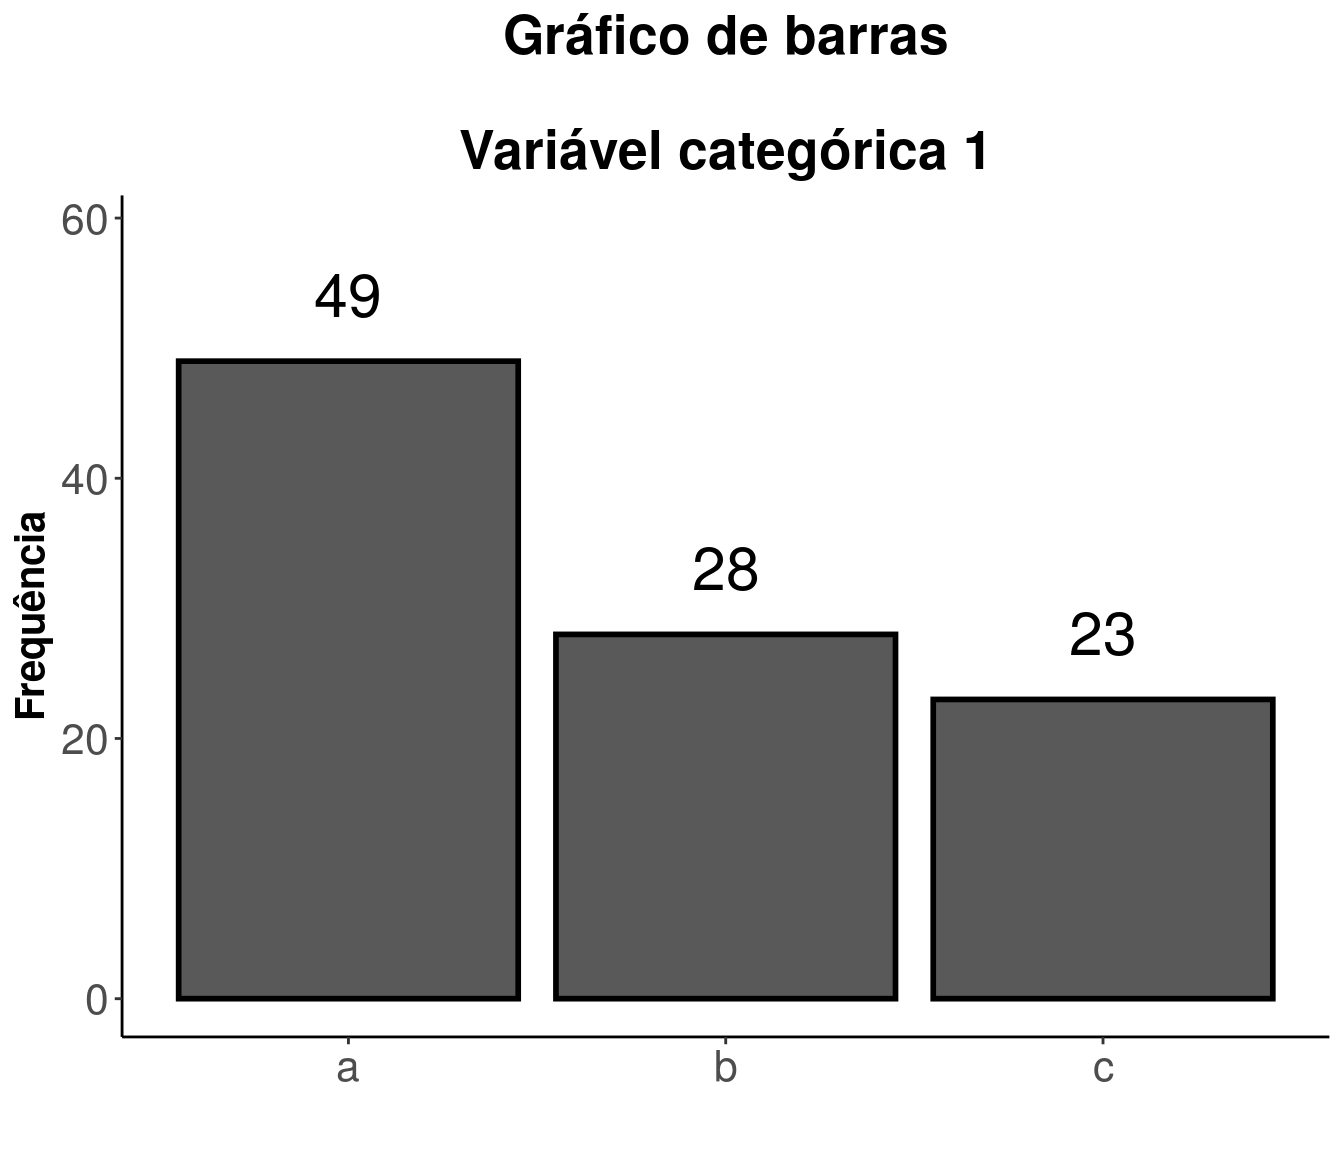 Gráfico de barras
Variável categórica 1
Frequência
60
40
20
0
49
28
23
a
b
c